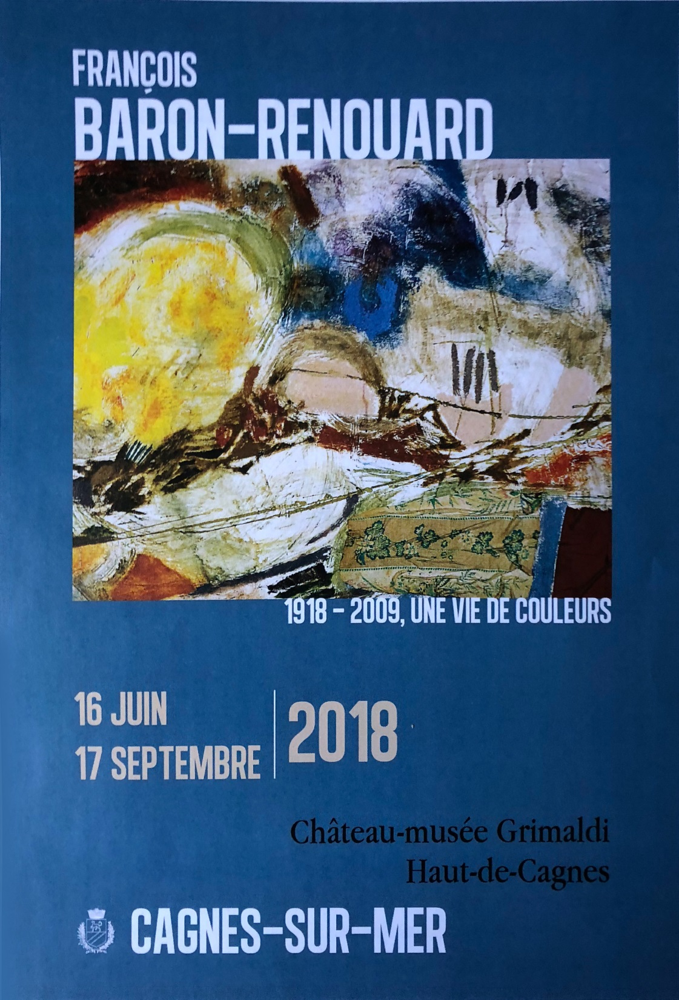 FRANÇOIS
BARON-RENOUARD
1918 - 2009, UNE VIE DE COULEURS
16 JUIN
17 SEPTEMBRE
2018
Château-musée Grimaldi
Haut-de-Cagnes
CAGNES-SUR-MER